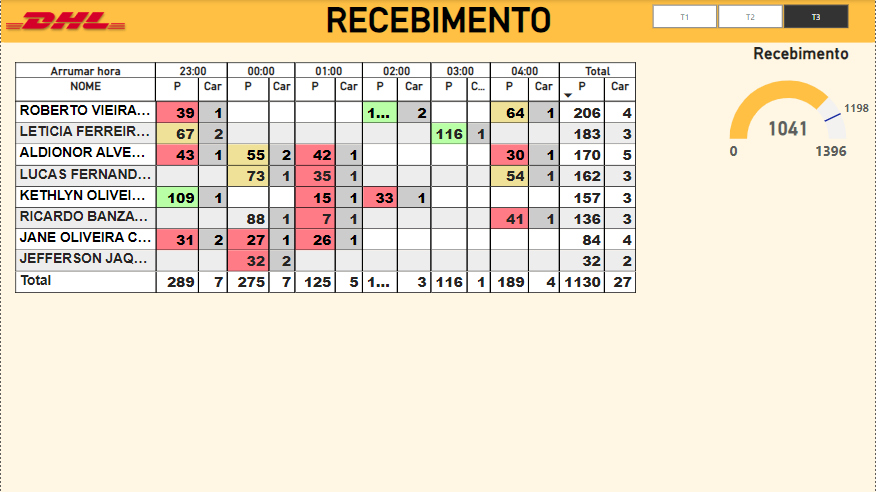 DHL RECEBIMENTO T1 T2 T3
Recebimento
Arrumar hora 23:00 00:00 01:00 02:00 03:00 04:00 Total
NOME P Car P Car P Car P Car P C... P Car P Car
ROBERTO VIEIRA... 39 1 1... 2 64 1 206 4
LETICIA FERREIR... 67 2 116 1 183 3
ALDIONOR ALVE... 43 1 55 2 42 1 30 1 170 5
LUCAS FERNAND... 73 1 35 1 54 1 162 3
KETHLYN OLIVEI... 109 1 15 1 33 1 157 3
RICARDO BANZA... 88 1 7 1 41 1 136 3
JANE OLIVEIRA C... 31 2 27 1 26 1 84 4
JEFFERSON JAQ... 32 2 32 2
Total 289 7 275 7 125 5 1... 3 116 1 189 4 1130 27
1198
1041
0 1396